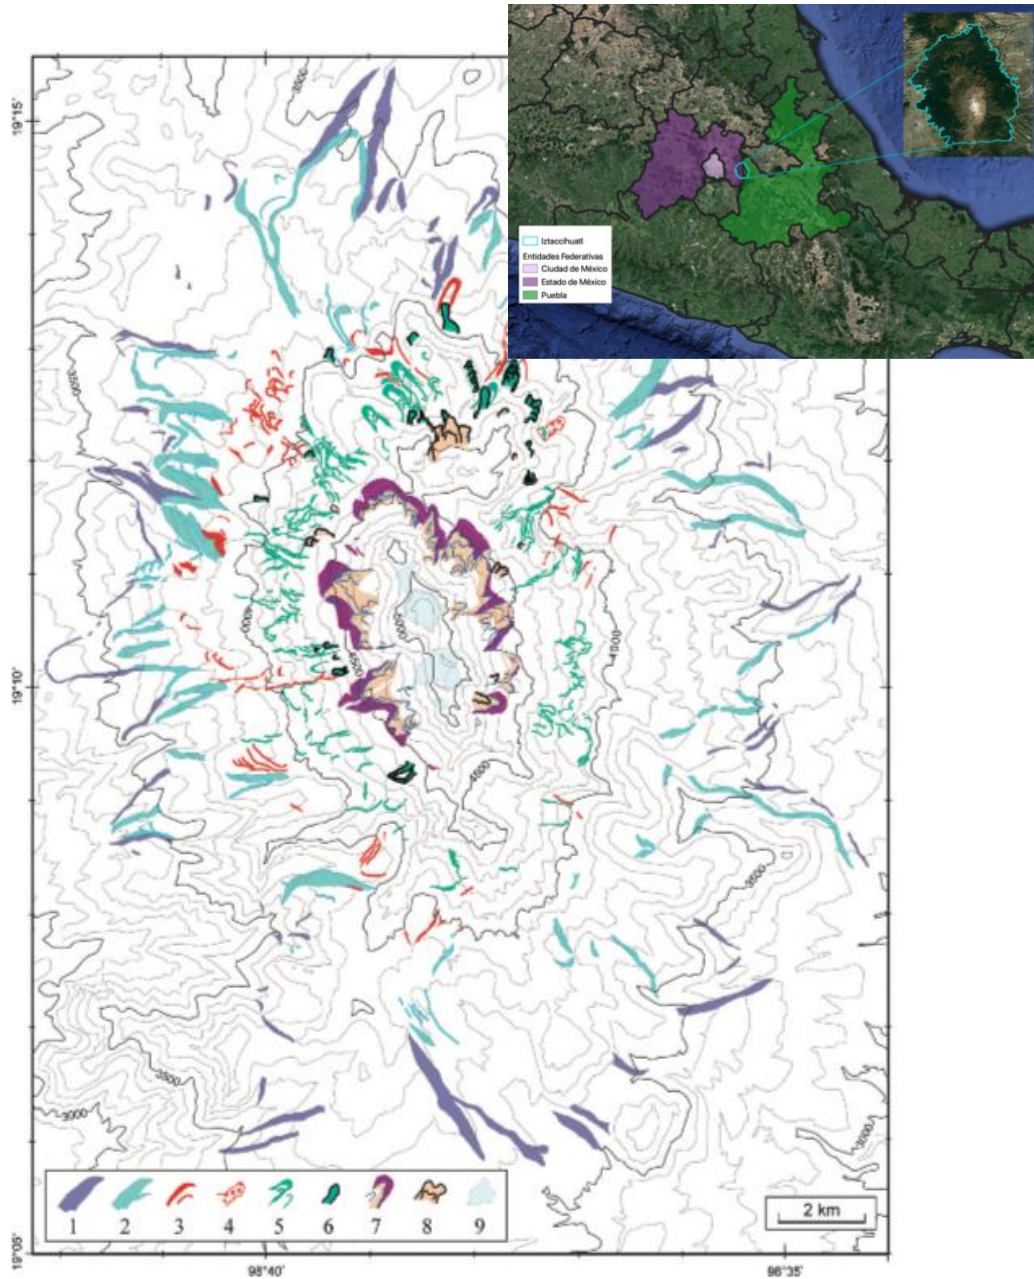 19°15'
3500
Iztaccihuatl
Entidades Federativas
Ciudad de México
Estado de México
Puebla
3500
4000
5000
4500
4000
19°10'
4500
3500
3500
3000
3000
1 2 3 4 5 6 7 8 9
2 km
19°05'
98°40'
96°35'